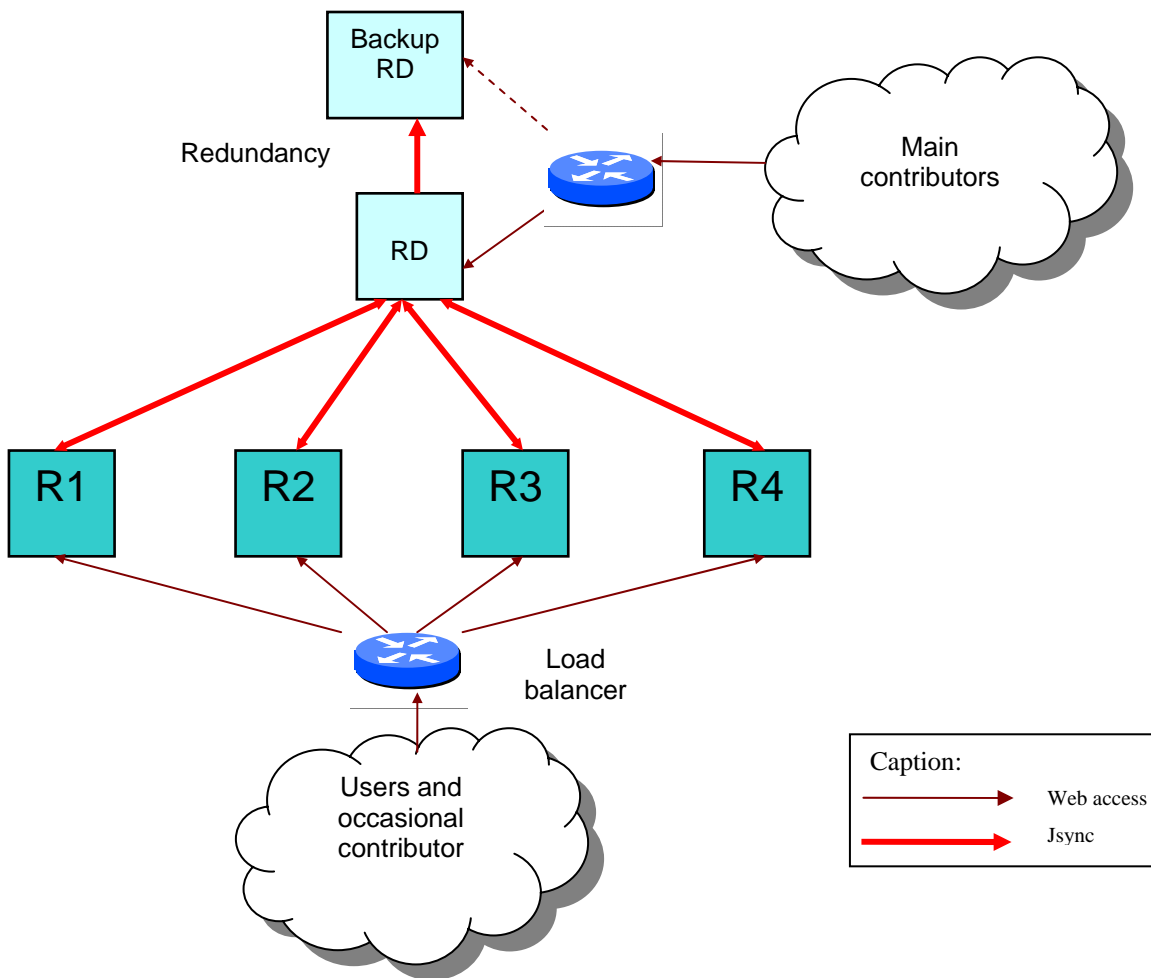 Backup
RD
Redundancy
Main
contributors
RD
R1
R2
R3
R4
Load
balancer
Users and
occasional
contributor
Caption:
Web access
Jsync